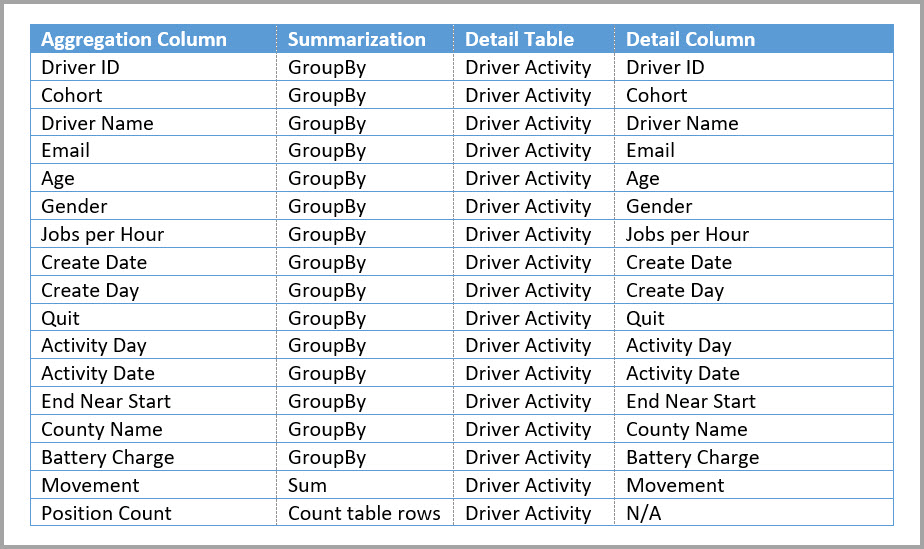 Aggregation Column Summarization Detail Table Detail Column
Driver ID GroupBy Driver Activity Driver ID
Cohort GroupBy Driver Activity Cohort
Driver Name GroupBy Driver Activity Driver Name
Email GroupBy Driver Activity Email
Age GroupBy Driver Activity Age
Gender GroupBy Driver Activity Gender
Jobs per Hour GroupBy Driver Activity Jobs per Hour
Create Date GroupBy Driver Activity Create Date
Create Day GroupBy Driver Activity Create Day
Quit GroupBy Driver Activity Quit
Activity Day GroupBy Driver Activity Activity Day
Activity Date GroupBy Driver Activity Activity Date
End Near Start GroupBy Driver Activity End Near Start
County Name GroupBy Driver Activity County Name
Battery Charge GroupBy Driver Activity Battery Charge
Movement Sum Driver Activity Movement
Position Count Count table rows Driver Activity N/A